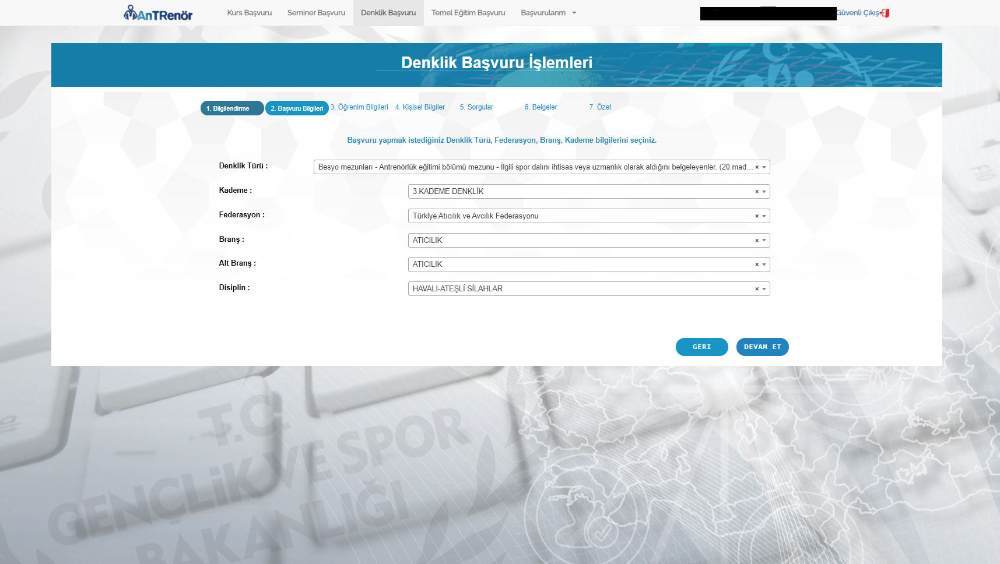 AnTRenör
Kurs Başvuru
Seminer Başvuru
Denklik Başvuru
Temel Eğitim Başvuru
Başvurularım
Güvenli Çıkış
Denklik Başvuru İşlemleri
1. Bilgilendirme
2. Başvuru Bilgileri
3. Öğrenim Bilgileri
4. Kişisel Bilgiler
5. Sorgular
6. Belgeler
7. Özet
Başvuru yapmak istediğiniz Denklik Türü, Federasyon, Branş, Kademe bilgilerini seçiniz.
Denklik Türü :
Besyo mezunları - Antrenörlük eğitimi bölümü mezunu - İlgili spor dalını ihtisas veya uzmanlık olarak aldığını belgeleyenler. (20.mad... ×
Kademe :
3.KADEME DENKLİK ×
Federasyon :
Türkiye Atıcılık ve Avcılık Federasyonu ×
Branş :
ATICILIK ×
Alt Branş :
ATICILIK ×
Disiplin :
HAVALI-ATEŞLİ SİLAHLAR ×
GERI
DEVAM ET
T.C.
GENÇLİK VE SPOR
BAKANLIĞI